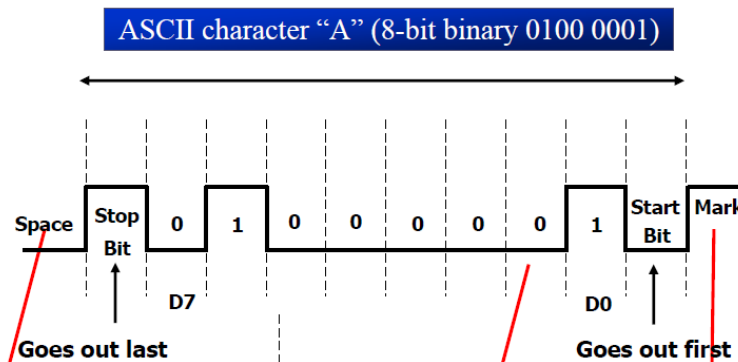 ASCII character “A” (8-bit binary 0100 0001)
Space Stop Bit 0 1 0 0 0 0 0 1 Start Bit Mark
D7 D0
Goes out last Goes out first